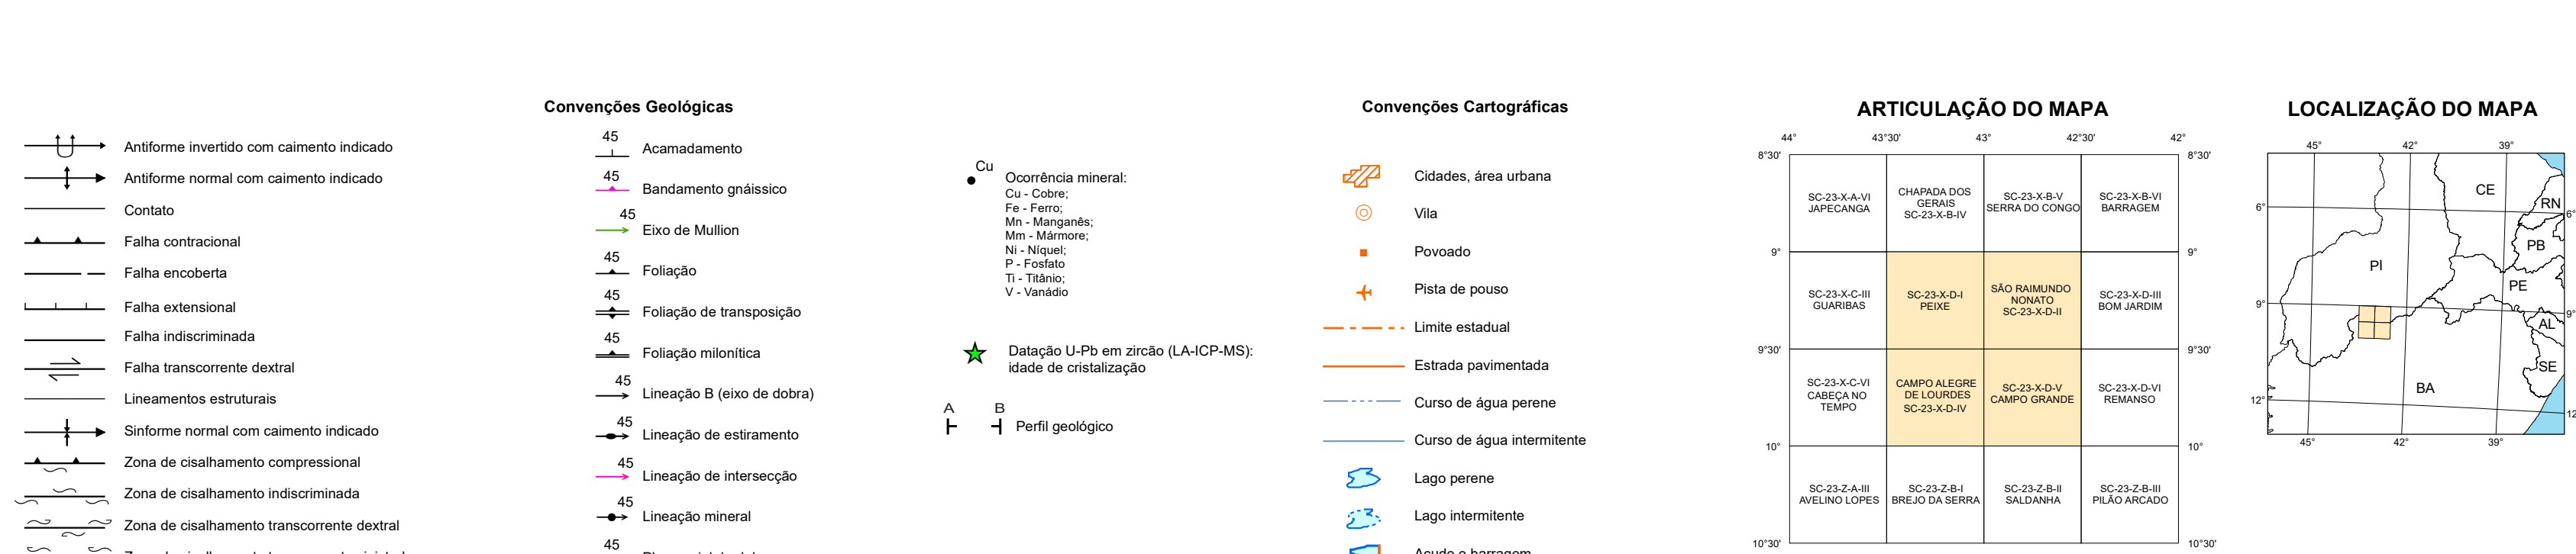 Convenções Geológicas
Antiforme invertido com caimento indicado
Antiforme normal com caimento indicado
Contato
Falha contracional
Falha encoberta
Falha extensional
Falha indiscriminada
Falha transcorrente dextral
Lineamentos estruturais
Sinforme normal com caimento indicado
Zona de cisalhamento compressional
Zona de cisalhamento indiscriminada
Zona de cisalhamento transcorrente dextral
45
Acamadamento
45
Bandamento gnáissico
45
Eixo de Mullion
45
Foliação
45
Foliação de transposição
45
Foliação milonítica
45
Lineação B (eixo de dobra)
45
Lineação de estiramento
45
Lineação de intersecção
45
Lineação mineral
45
Cu
Ocorrência mineral:
Cu - Cobre;
Fe - Ferro;
Mn - Manganês;
Mm - Mármore;
Ni - Níquel;
P - Fosfato
Ti - Titânio;
V - Vanádio
Datação U-Pb em zircão (LA-ICP-MS):
idade de cristalização
A B
Perfil geológico
Convenções Cartográficas
Cidades, área urbana
Vila
Povoado
Pista de pouso
Limite estadual
Estrada pavimentada
Curso de água perene
Curso de água intermitente
Lago perene
Lago intermitente
Açude e barragem
ARTICULAÇÃO DO MAPA
44° 43°30' 43° 42°30' 42°
8°30' 8°30'
SC-23-X-A-VI
JAPECANGA
CHAPADA DOS
GERAIS
SC-23-X-B-IV
SC-23-X-B-V
SERRA DO CONGO
SC-23-X-B-VI
BARRAGEM
9° 9°
SC-23-X-C-III
GUARIBAS
SC-23-X-D-I
PEIXE
SÃO RAIMUNDO
NONATO
SC-23-X-D-II
SC-23-X-D-III
BOM JARDIM
9°30' 9°30'
SC-23-X-C-VI
CABEÇA NO
TEMPO
CAMPO ALEGRE
DE LOURDES
SC-23-X-D-IV
SC-23-X-D-V
CAMPO GRANDE
SC-23-X-D-VI
REMANSO
10° 10°
SC-23-Z-A-III
AVELINO LOPES
SC-23-Z-B-I
BREJO DA SERRA
SC-23-Z-B-II
SALDANHA
SC-23-Z-B-III
PILÃO ARCADO
10°30' 10°30'
LOCALIZAÇÃO DO MAPA
45° 42° 39°
CE
RN
6° 6°
PB
PI
PE
9° 9°
AL
SE
BA
12° 12
45° 42° 39°